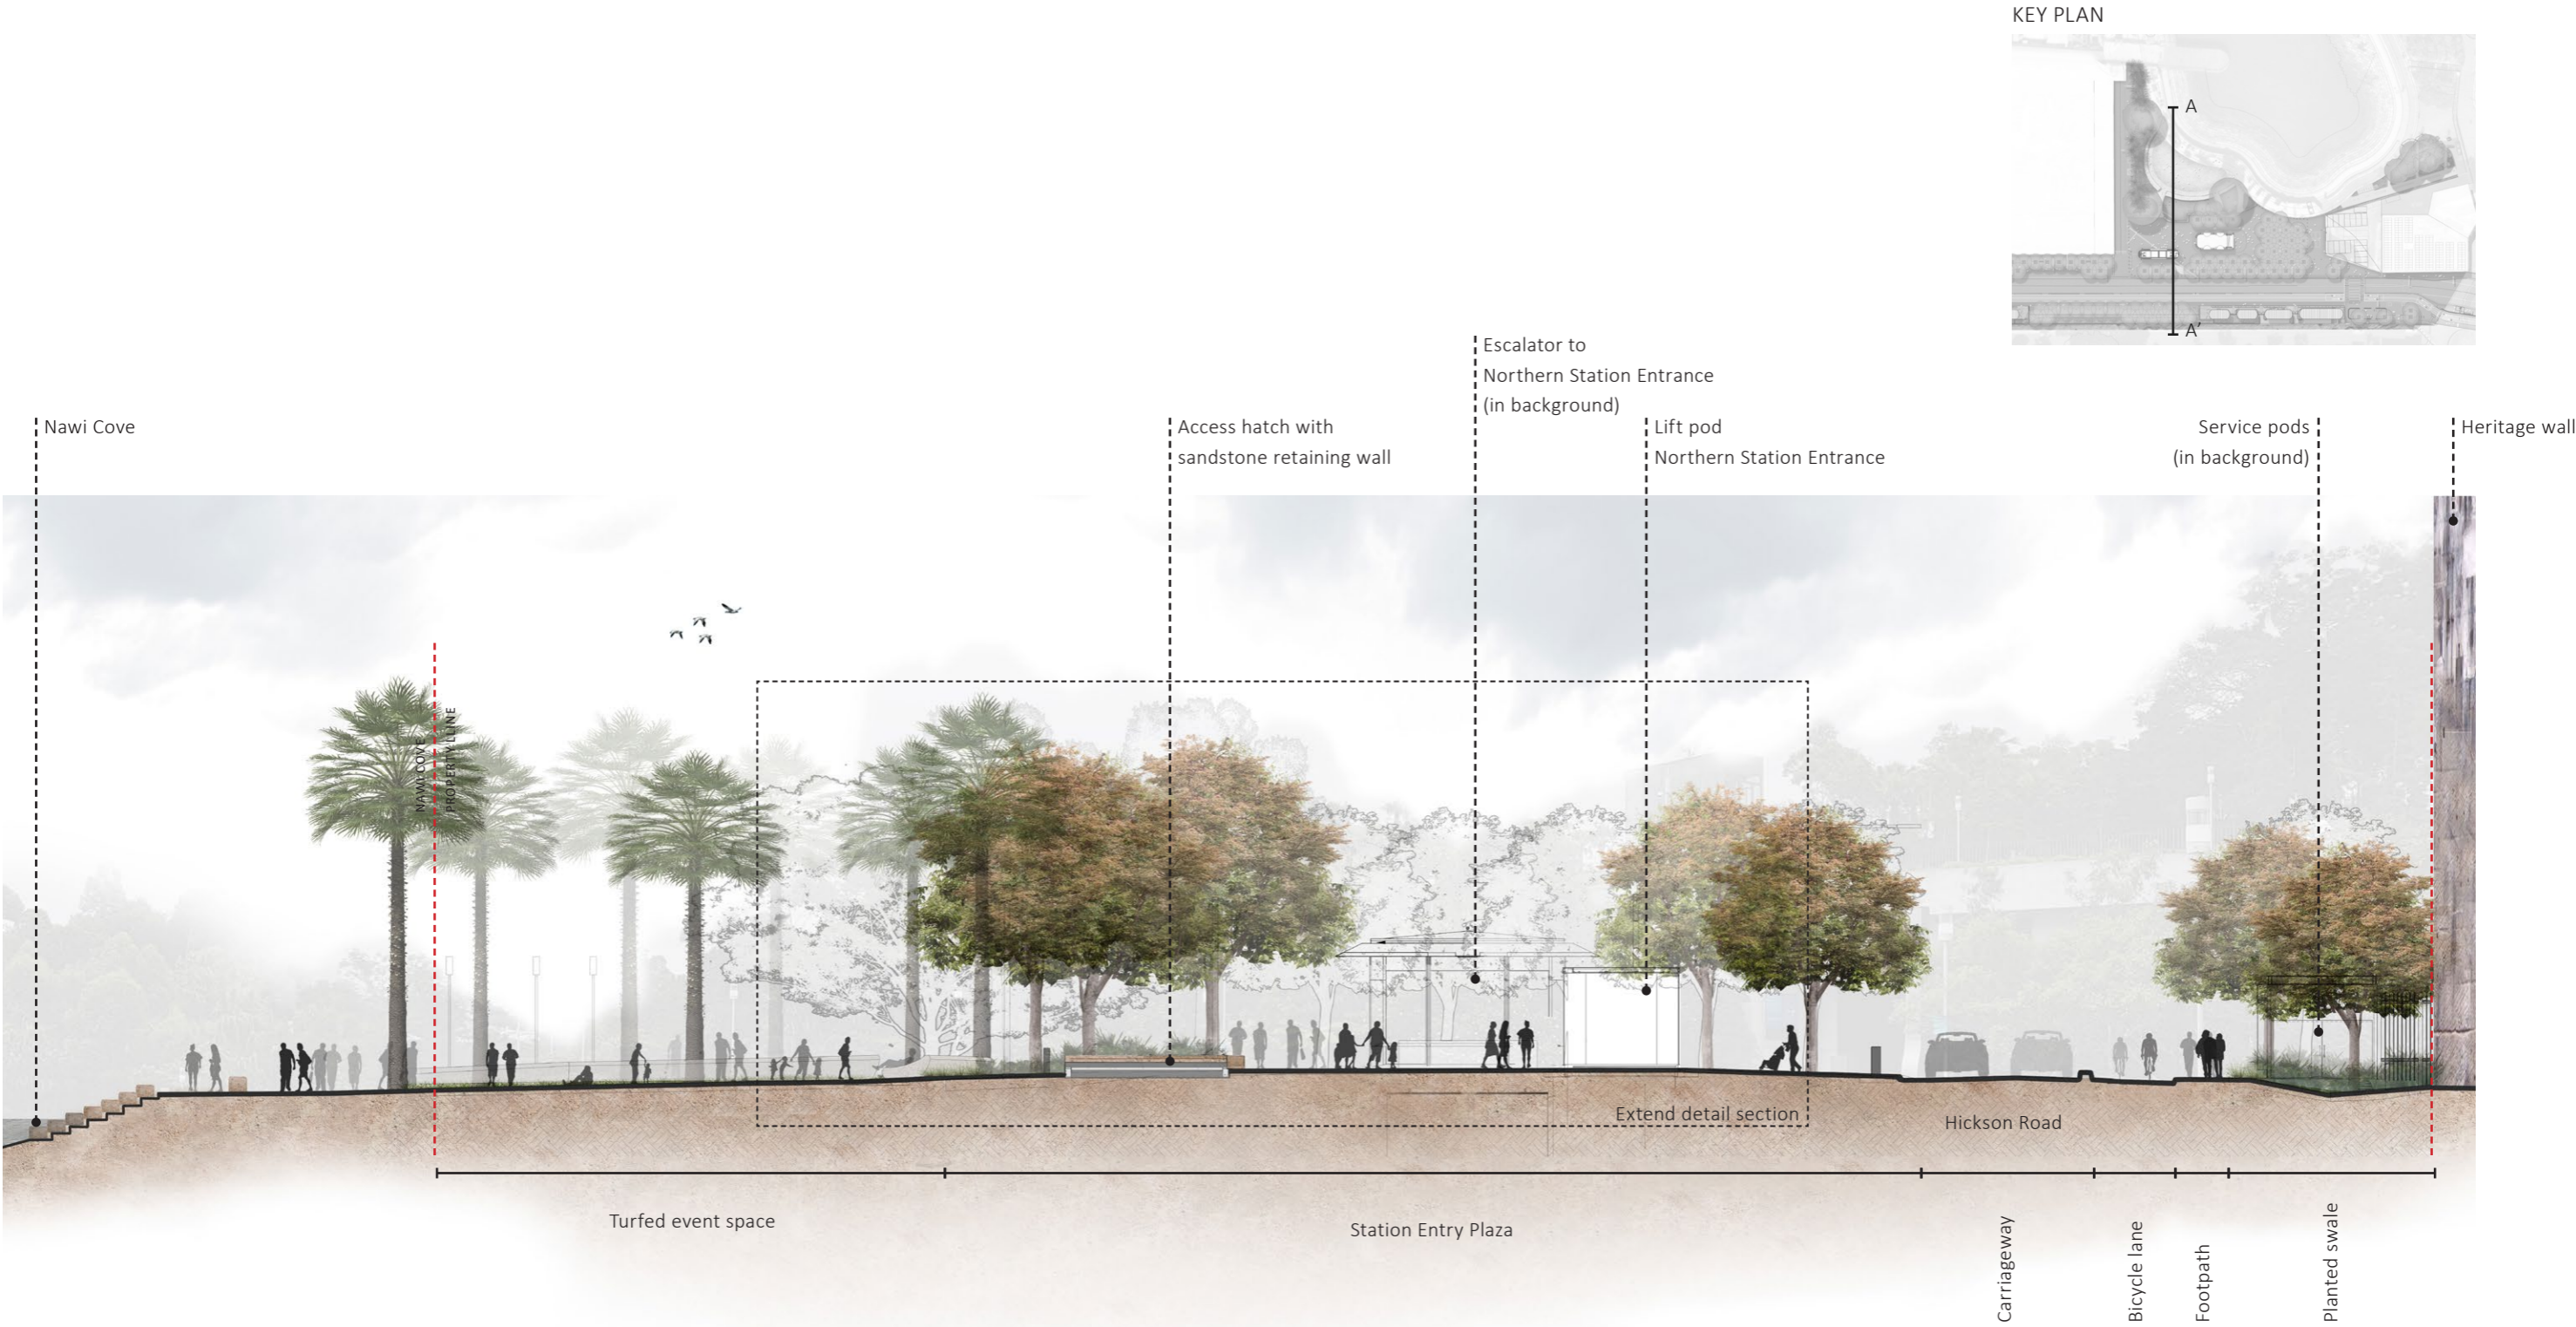 KEY PLAN
A
A'
Escalator to
Northern Station Entrance
(in background)
Nawi Cove
Access hatch with
sandstone retaining wall
Lift pod
Northern Station Entrance
Service pods
(in background)
Heritage wall
NAWI COVE
PROPERTY LINE
Extend detail section
Hickson Road
Turfed event space
Station Entry Plaza
Carriageway
Bicycle lane
Footpath
Planted swale